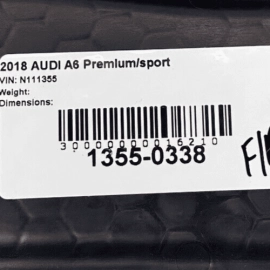 2018 AUDI A6 Premium/sport
VIN: N111355
Weight:
Dimensions:
3000000016210
1355-0338